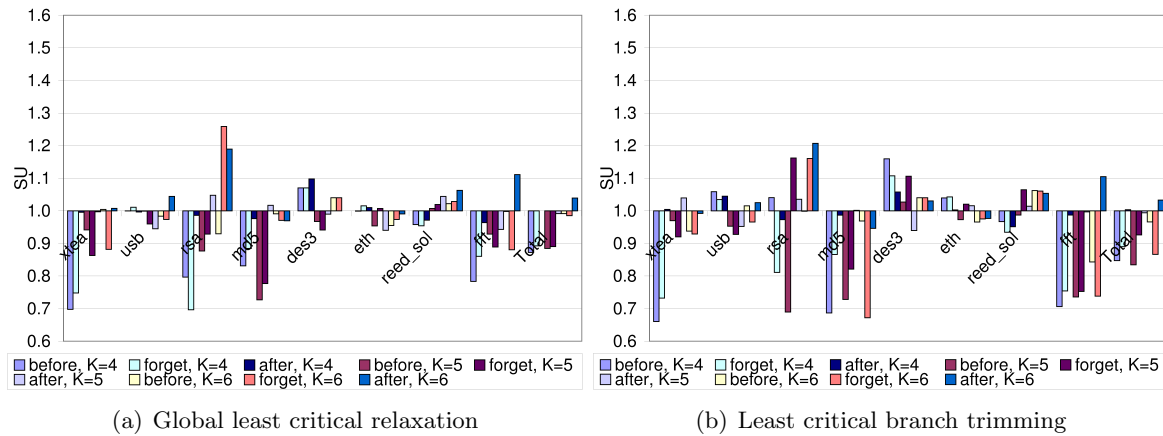 1.6
1.5
1.4
1.3
1.2
1.1
1.0
0.9
0.8
0.7
0.6
SU
xtea
usb
rsa
md5
des3
eth
reed_sol
fft
Total
before, K=4
forget, K=4
after, K=4
before, K=5
forget, K=5
after, K=5
before, K=6
forget, K=6
after, K=6
(a) Global least critical relaxation
1.6
1.5
1.4
1.3
1.2
1.1
1.0
0.9
0.8
0.7
0.6
SU
xtea
usb
rsa
md5
des3
eth
reed_sol
fft
Total
before, K=4
forget, K=4
after, K=4
before, K=5
forget, K=5
after, K=5
before, K=6
forget, K=6
after, K=6
(b) Least critical branch trimming